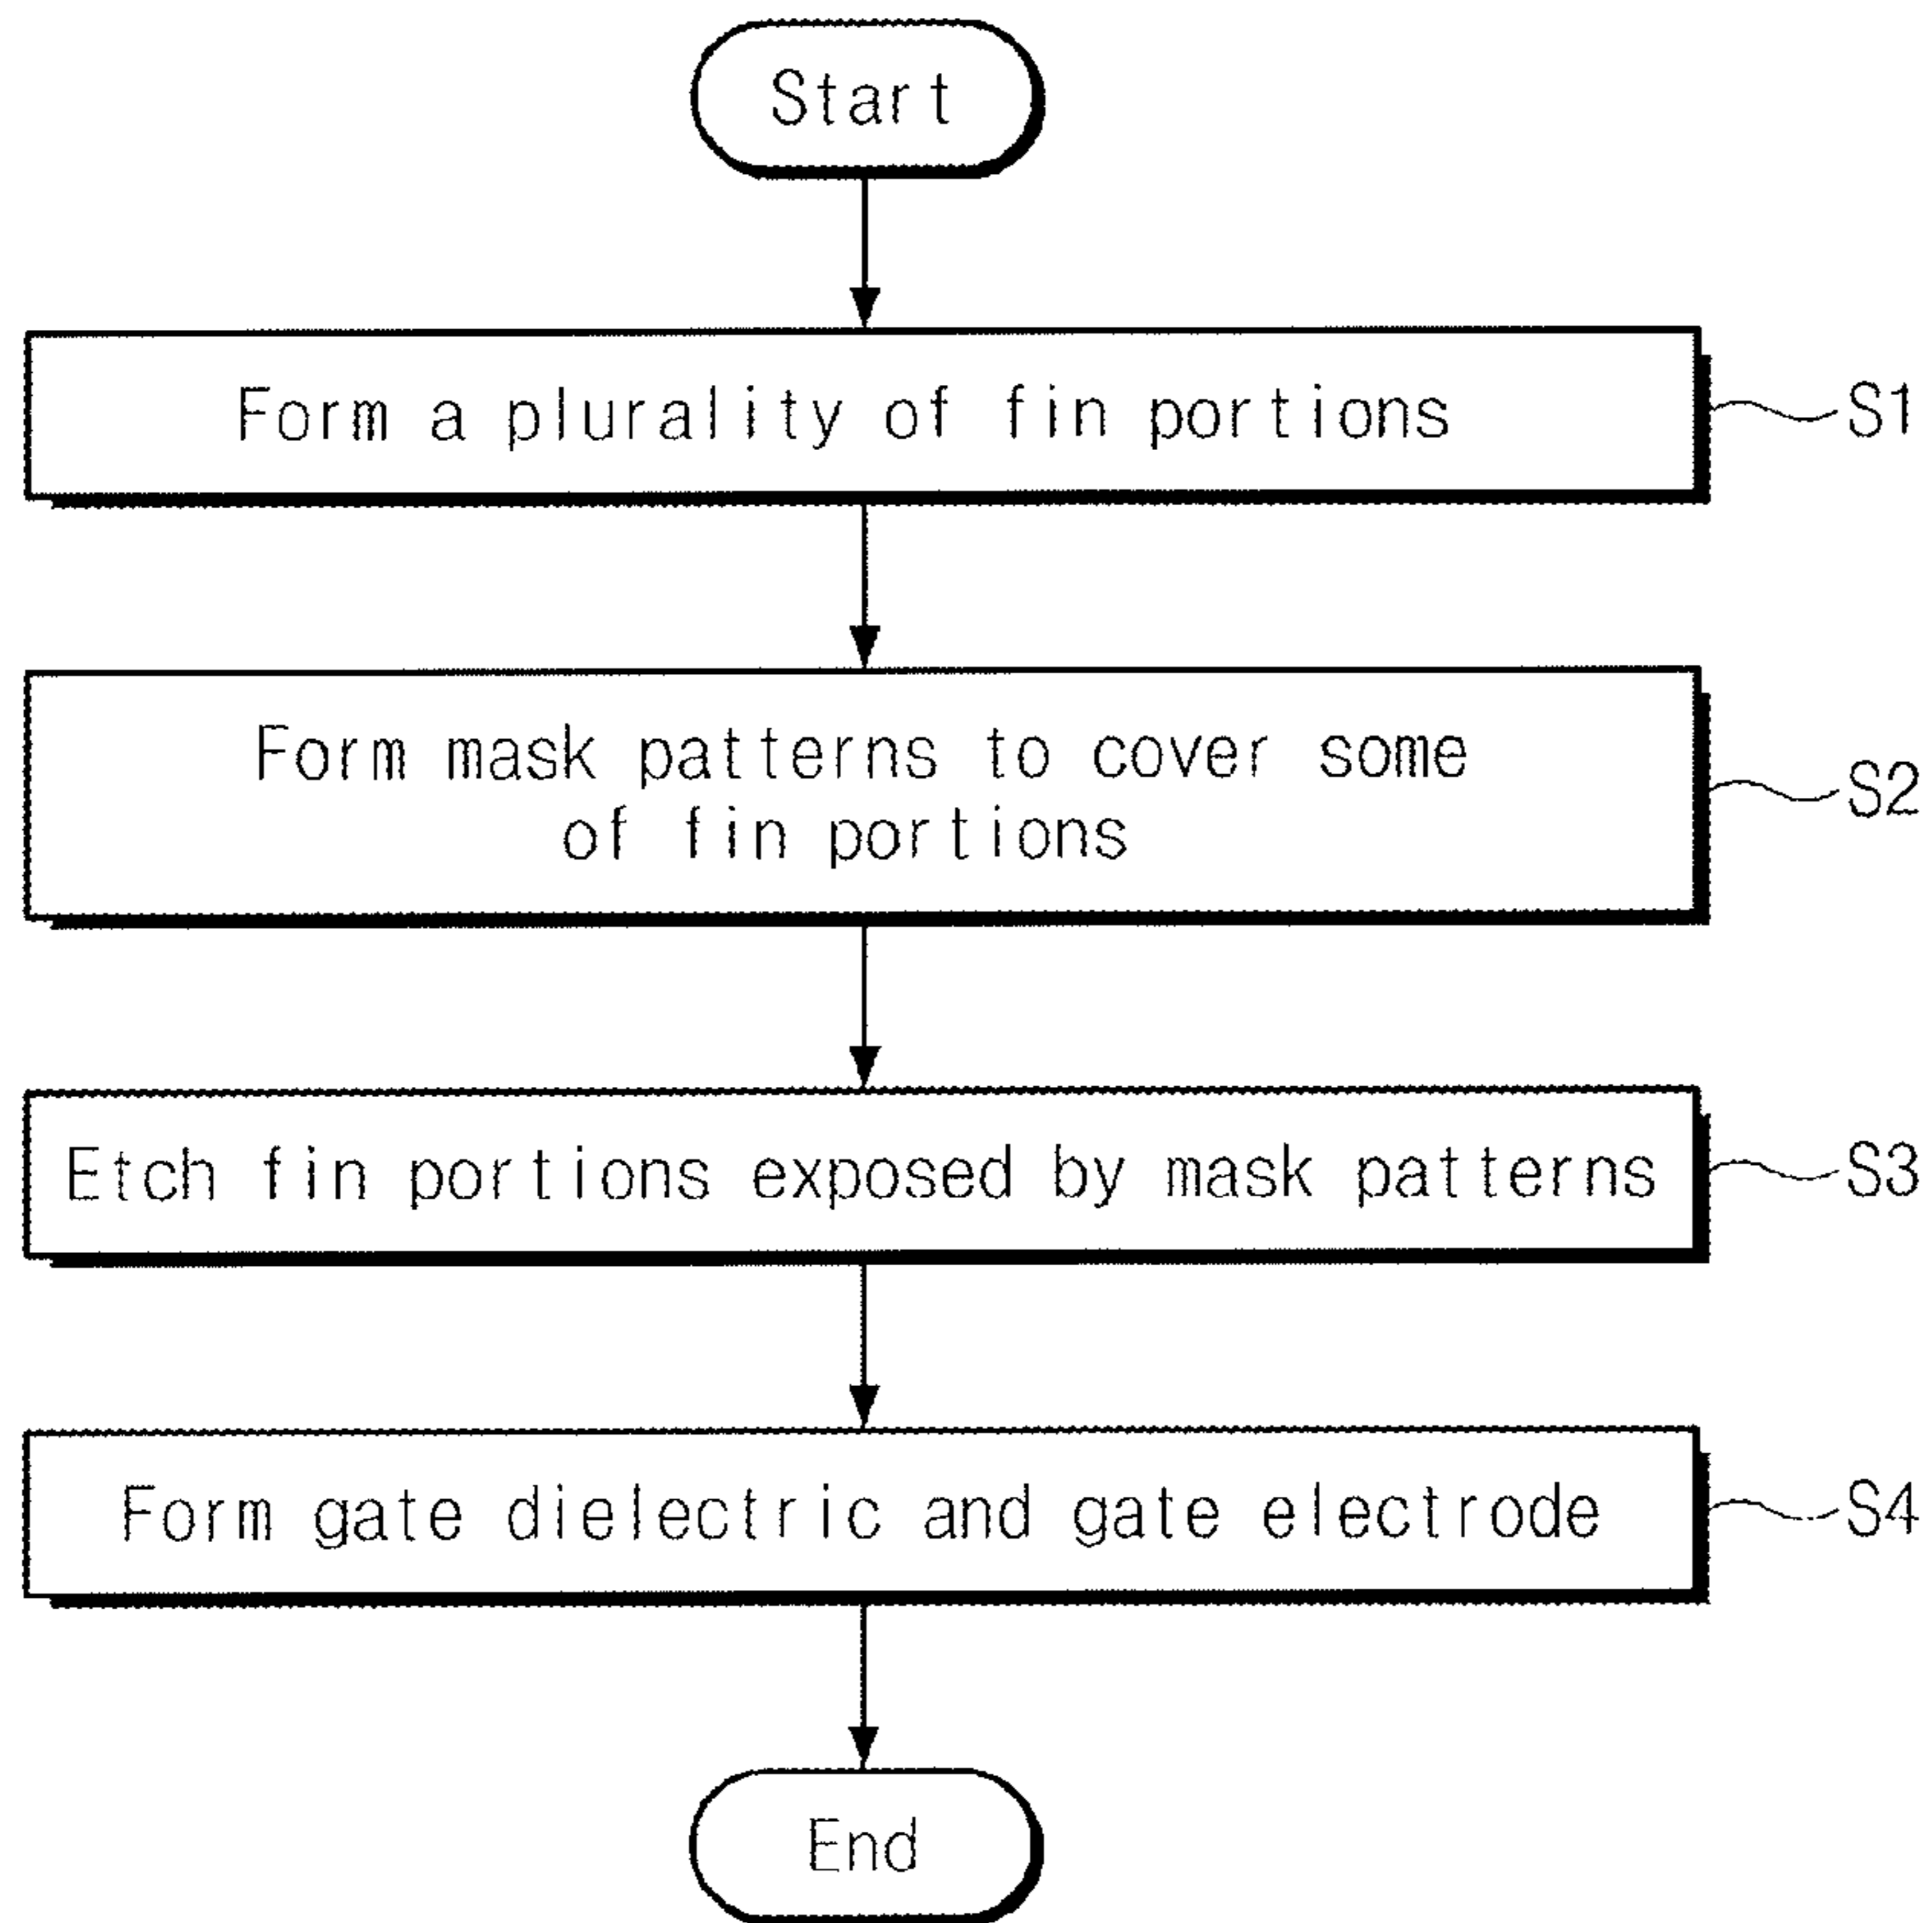 Start
Form a plurality of fin portions
S1
Form mask patterns to cover some
of fin portions
S2
Etch fin portions exposed by mask patterns
S3
Form gate dielectric and gate electrode
S4
End